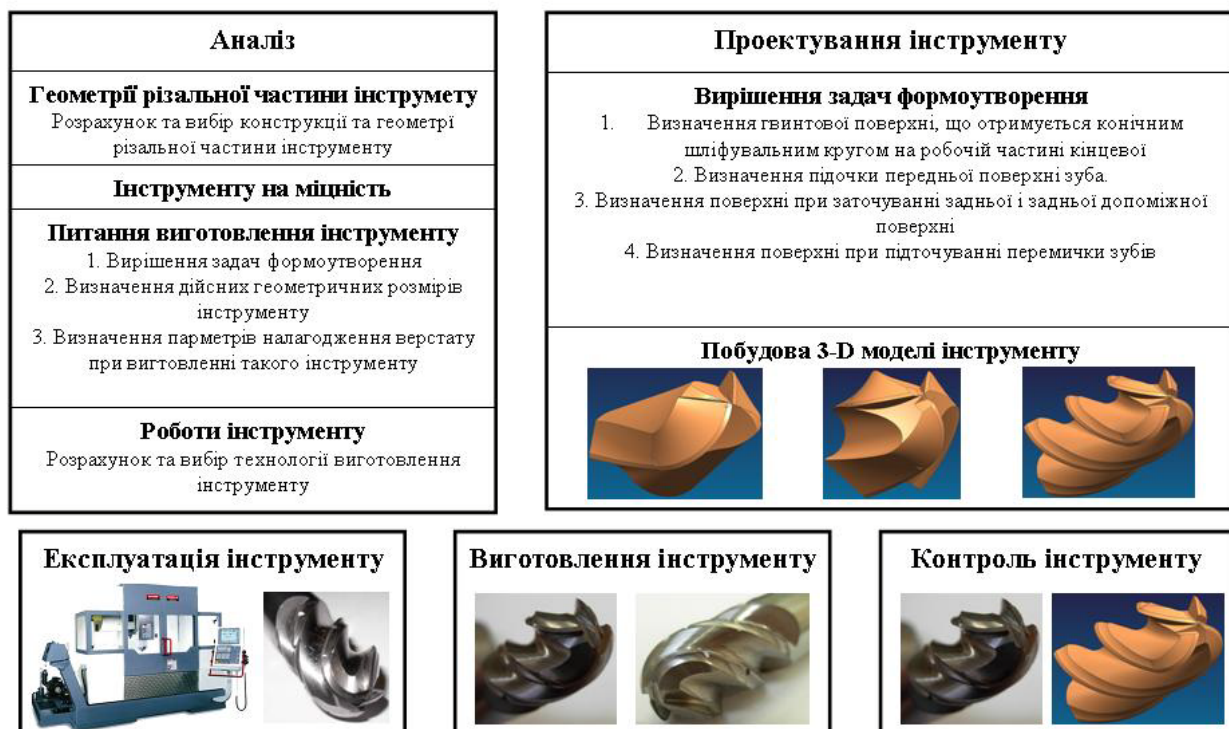 Аналіз
Геометрії різальної частини інструмету
Розрахунок та вибір конструкції та геометрі
різальної частини інструменту
Інструменту на міцність
Питання виготовлення інструменту
1. Вирішення задач формоутворення
2. Визначення дійсних геометричних розмірів
інструменту
3. Визначення парметрів налагодження верстату
при вигтовленні такого інструменту
Роботи інструменту
Розрахунок та вибір технології виготовлення
інструменту
Проектування інструменту
Вирішення задач формоутворення
1. Визначення гвинтової поверхні, що отримується конічним
шліфувальним кругом на робочій частині кінцевої
2. Визначення підочки передньої поверхні зуба.
3. Визначення поверхні при заточуванні задньої і задньої допоміжної
поверхні
4. Визначення поверхні при підточуванні перемички зубів
Побудова 3-D моделі інструменту
Експлуатація інструменту
Виготовлення інструменту
Контроль інструменту